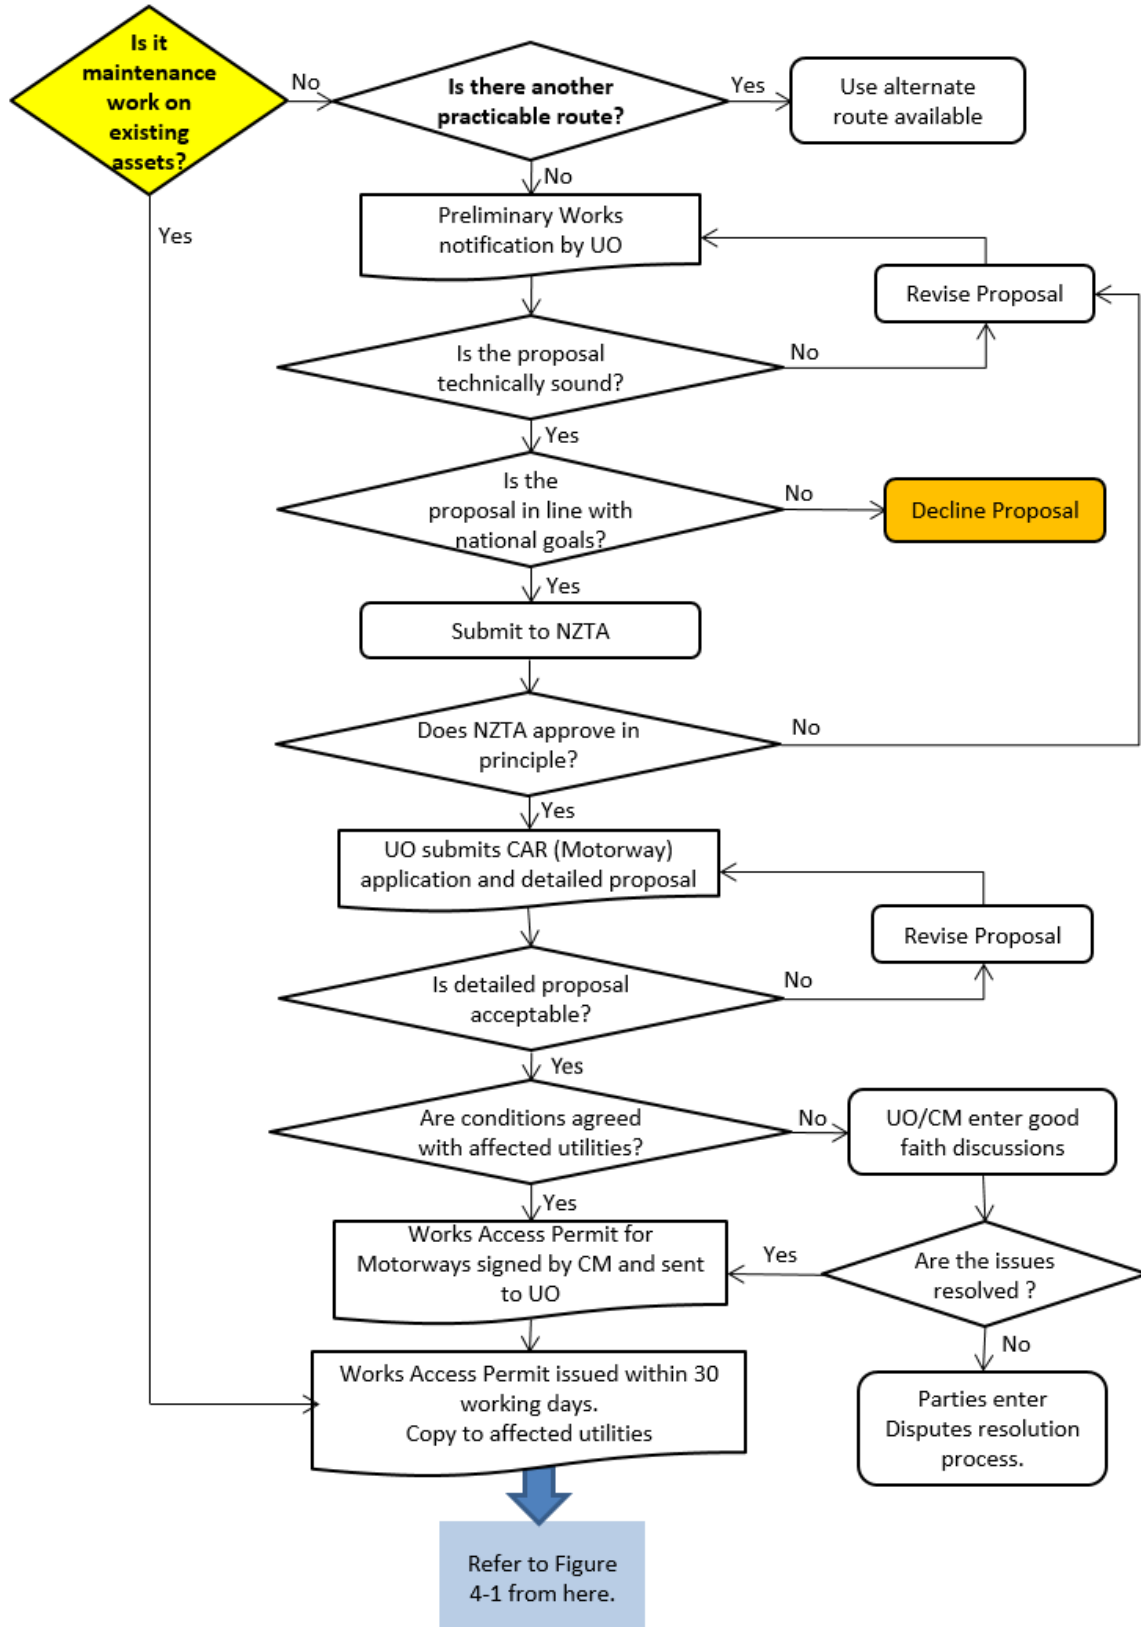 Is it
maintenance
work on
existing
assets?
No
Is there another
practicable route?
Yes
Use alternate
route available
No
Yes
Preliminary Works
notification by UO
Revise Proposal
Is the proposal
technically sound?
No
Yes
Is the
proposal in line with
national goals?
No
Decline Proposal
Yes
Submit to NZTA
Does NZTA approve in
principle?
No
Yes
UO submits CAR (Motorway)
application and detailed proposal
Revise Proposal
Is detailed proposal
acceptable?
No
Yes
Are conditions agreed
with affected utilities?
No
UO/CM enter good
faith discussions
Yes
Works Access Permit for
Motorways signed by CM and sent
to UO
Yes
Are the issues
resolved ?
No
Works Access Permit issued within 30
working days.
Copy to affected utilities
Parties enter
Disputes resolution
process.
Refer to Figure
4-1 from here.